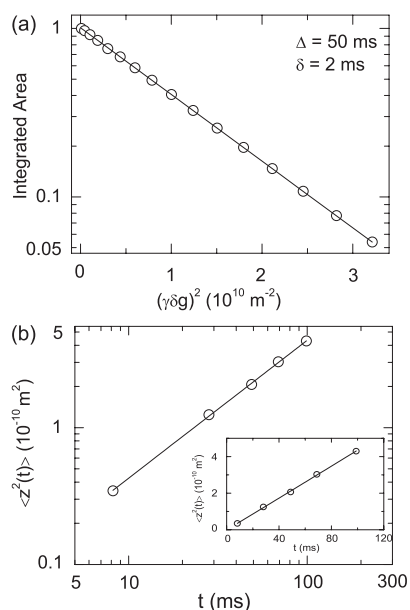 (a)
1
Δ = 50 ms
δ = 2 ms
Integrated Area
0.1
0.05
0 1 2 3
(γδg)² (10¹⁰ m⁻²)
(b)
5
<z²(t)> (10⁻¹⁰ m²)
1
0.1
5 10 100 300
t (ms)
4
2
0
<z²(t)> (10⁻¹⁰ m²)
0 40 80 120
t (ms)